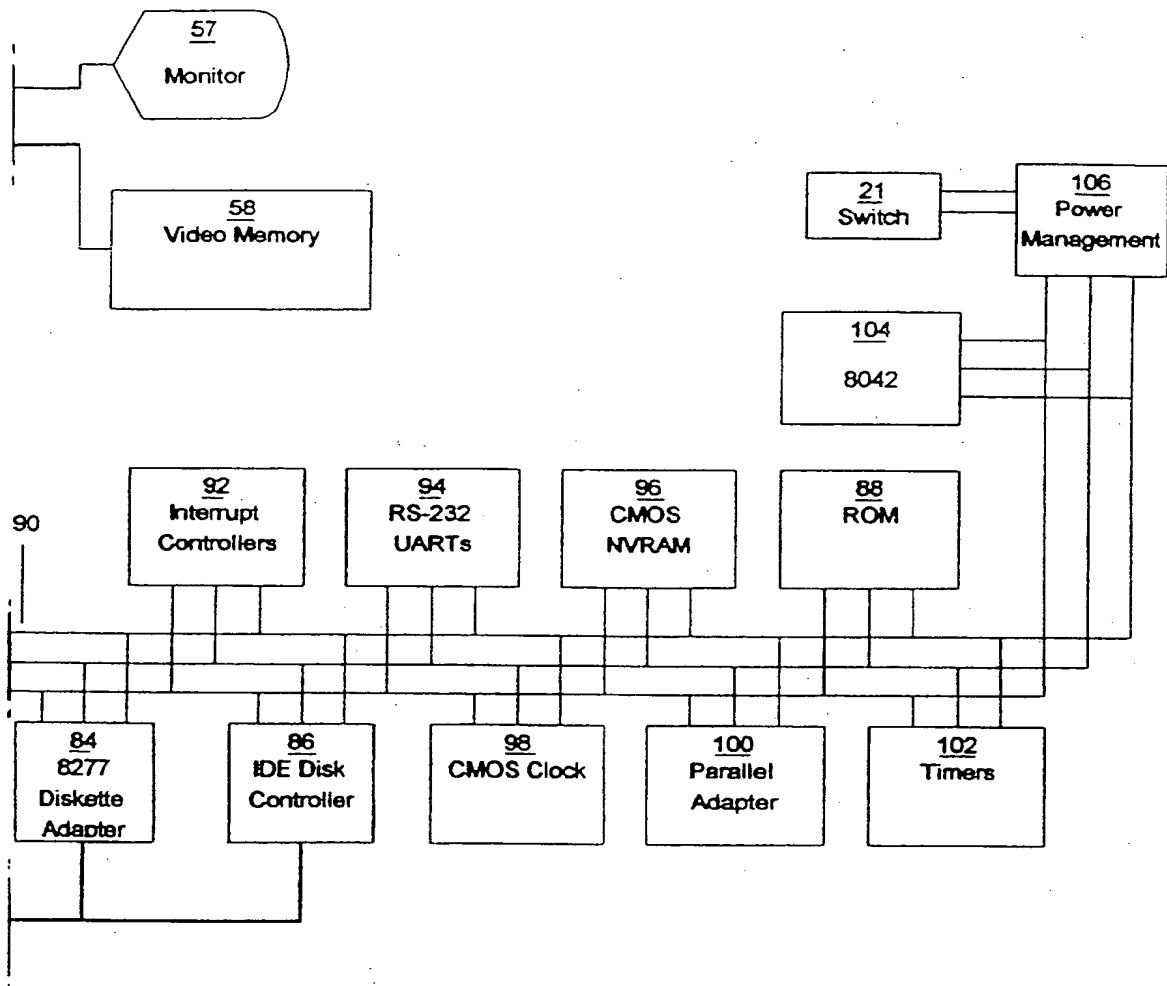 57
Monitor
58
Video Memory
21
Switch
106
Power
Management
104
8042
90
92
Interrupt
Controllers
94
RS-232
UARTs
96
CMOS
NVRAM
88
ROM
84
8277
Diskette
Adapter
86
IDE Disk
Controller
98
CMOS Clock
100
Parallel
Adapter
102
Timers